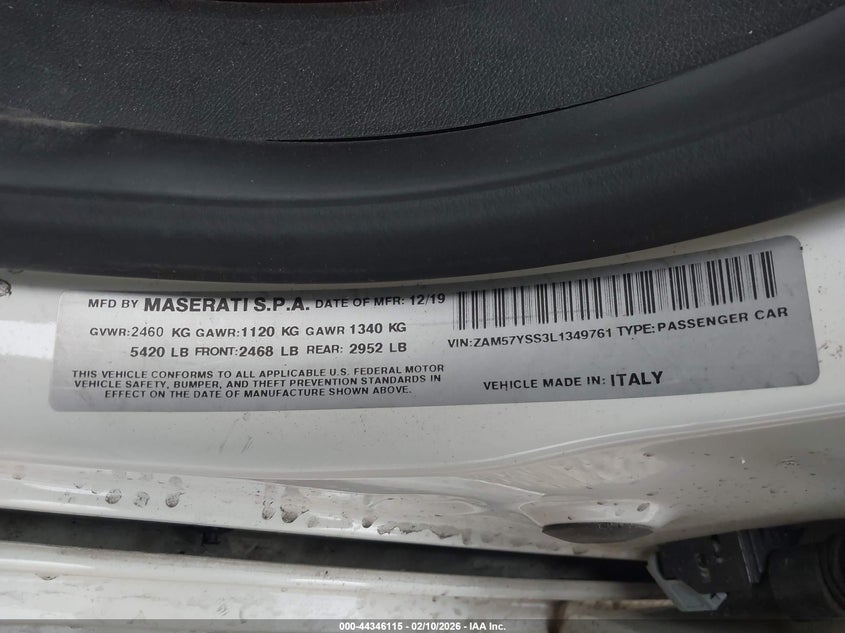 MFD BY MASERATI S.P.A. DATE OF MFR: 12/19
GVWR:2460 KG GAWR:1120 KG GAWR 1340 KG
5420 LB FRONT:2468 LB REAR: 2952 LB
THIS VEHICLE CONFORMS TO ALL APPLICABLE U.S. FEDERAL MOTOR
VEHICLE SAFETY, BUMPER, AND THEFT PREVENTION STANDARDS IN
EFFECT ON THE DATE OF MANUFACTURE SHOWN ABOVE.
VIN:ZAM57YSS3L1349761 TYPE:PASSENGER CAR
VEHICLE MADE IN: ITALY
000-44346115 - 02/10/2026 - IAA Inc.